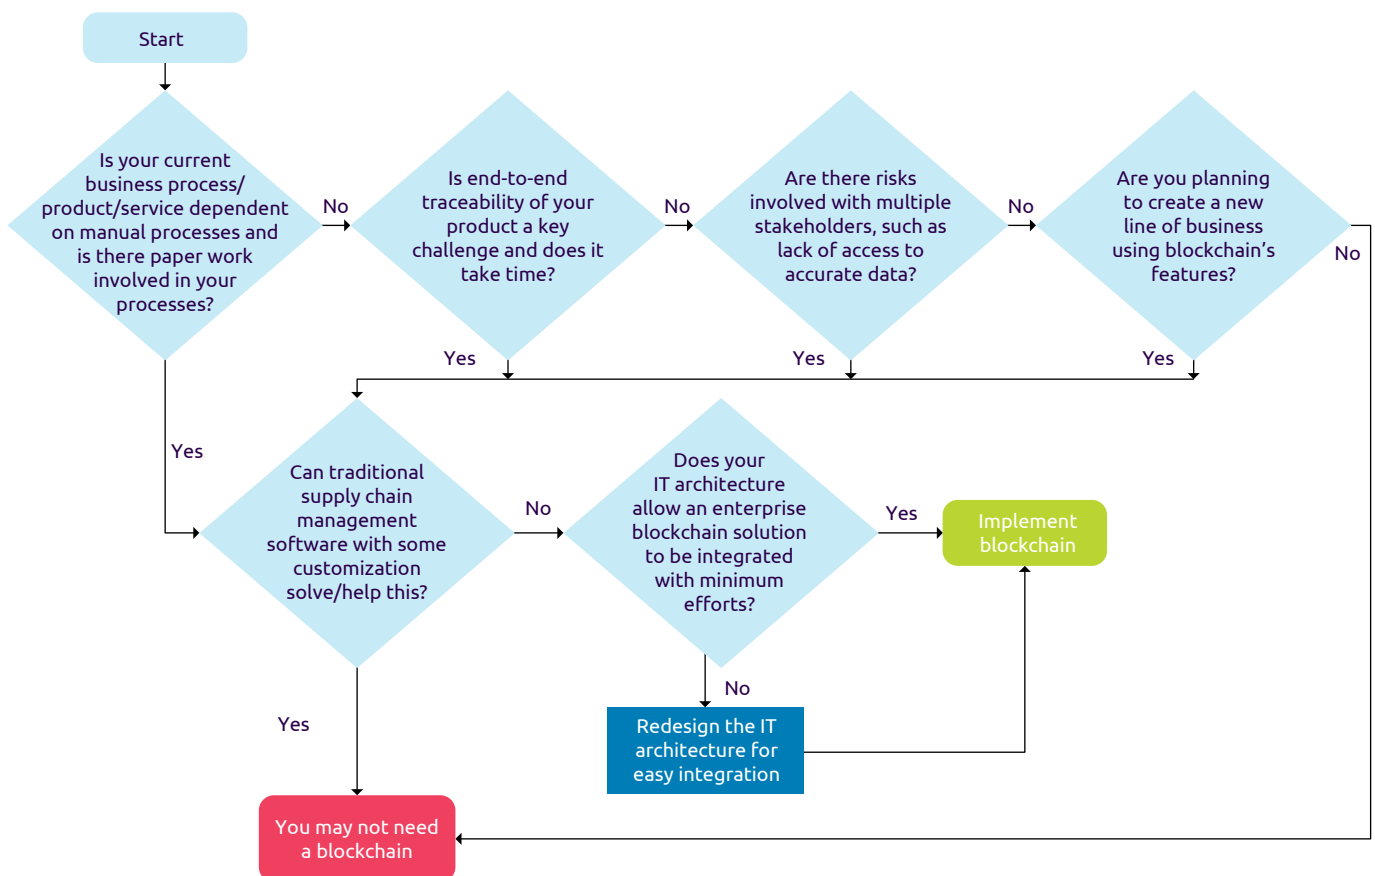 Start
Is your current
business process/
product/service dependent
on manual processes and
is there paper work
involved in your
processes?
No
Is end-to-end
traceability of your
product a key
challenge and does it
take time?
No
Are there risks
involved with multiple
stakeholders, such as
lack of access to
accurate data?
No
Are you planning
to create a new
line of business
using blockchain’s
features?
No
Yes
Yes
Yes
Yes
Can traditional
supply chain
management
software with some
customization
solve/help this?
No
Does your
IT architecture
allow an enterprise
blockchain solution
to be integrated
with minimum
efforts?
Yes
Implement
blockchain
No
Redesign the IT
architecture for
easy integration
Yes
You may not need
a blockchain